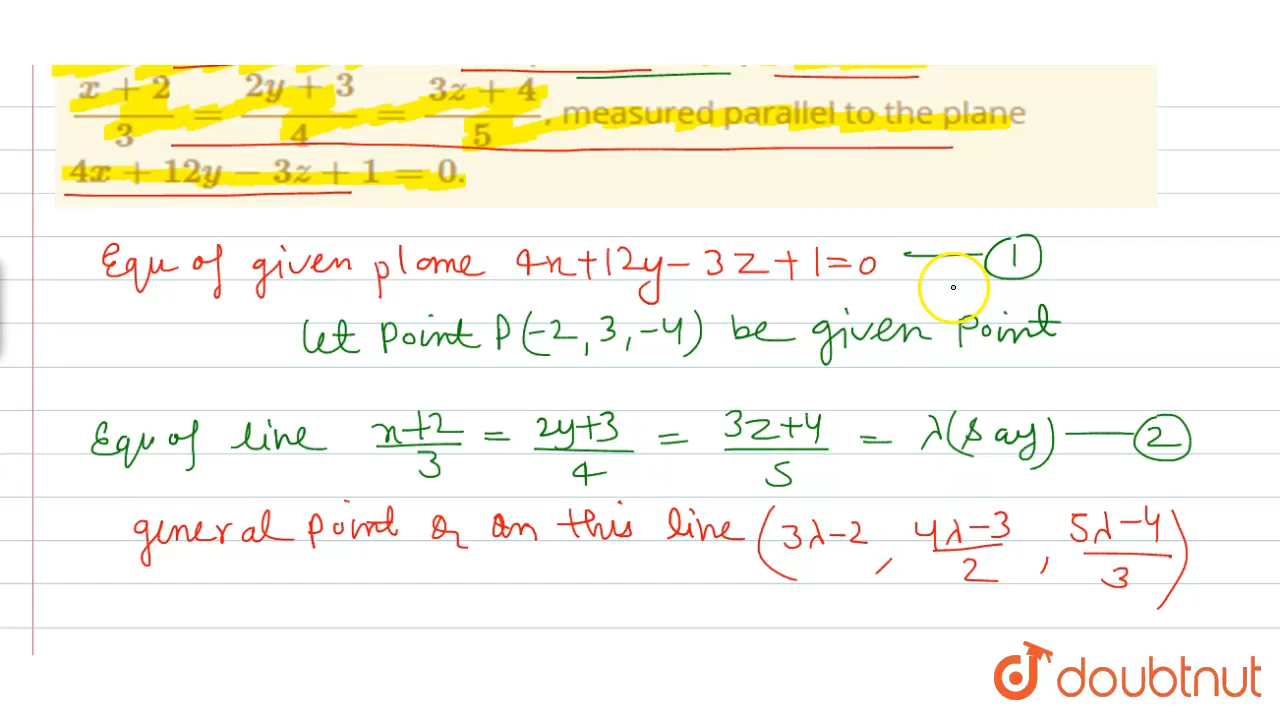 x + 2 / 3 = 2y + 3 / 4 = 3z + 4 / 5, measured parallel to the plane
4x + 12y − 3z + 1 = 0.
Equ of given plane 4x+12y−3z+1=0 —— 1
let point P(−2, 3, −4) be given point
Equ of line x+2/3 = 2y+3/4 = 3z+4/5 = λ(say) —— 2
general point Q on this line (3λ−2, 4λ−3/2, 5λ−4/3)
doubtnut